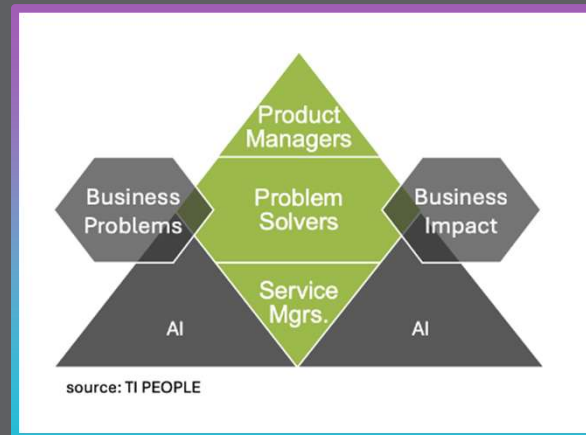 Product
Managers
Business
Problems
Problem
Solvers
Business
Impact
Service
Mgrs.
AI
AI
source: TI PEOPLE